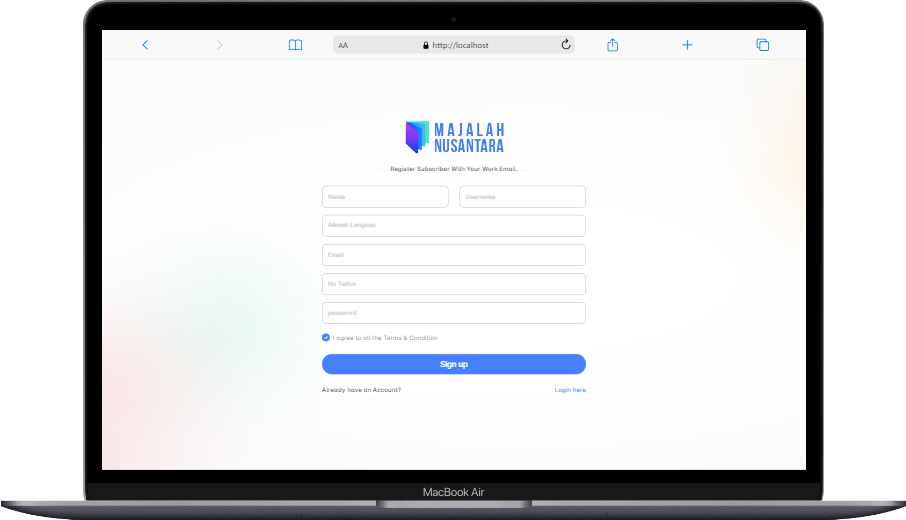 AA
http://localhost
MAJALAH
NUSANTARA
Register Subscriber With Your Work Email.
Name
Username
Alamat Lengkap
Email
No Telfon
password
I agree to all the Terms & Condition
Sign up
Already have an Account?
Login here
MacBook Air